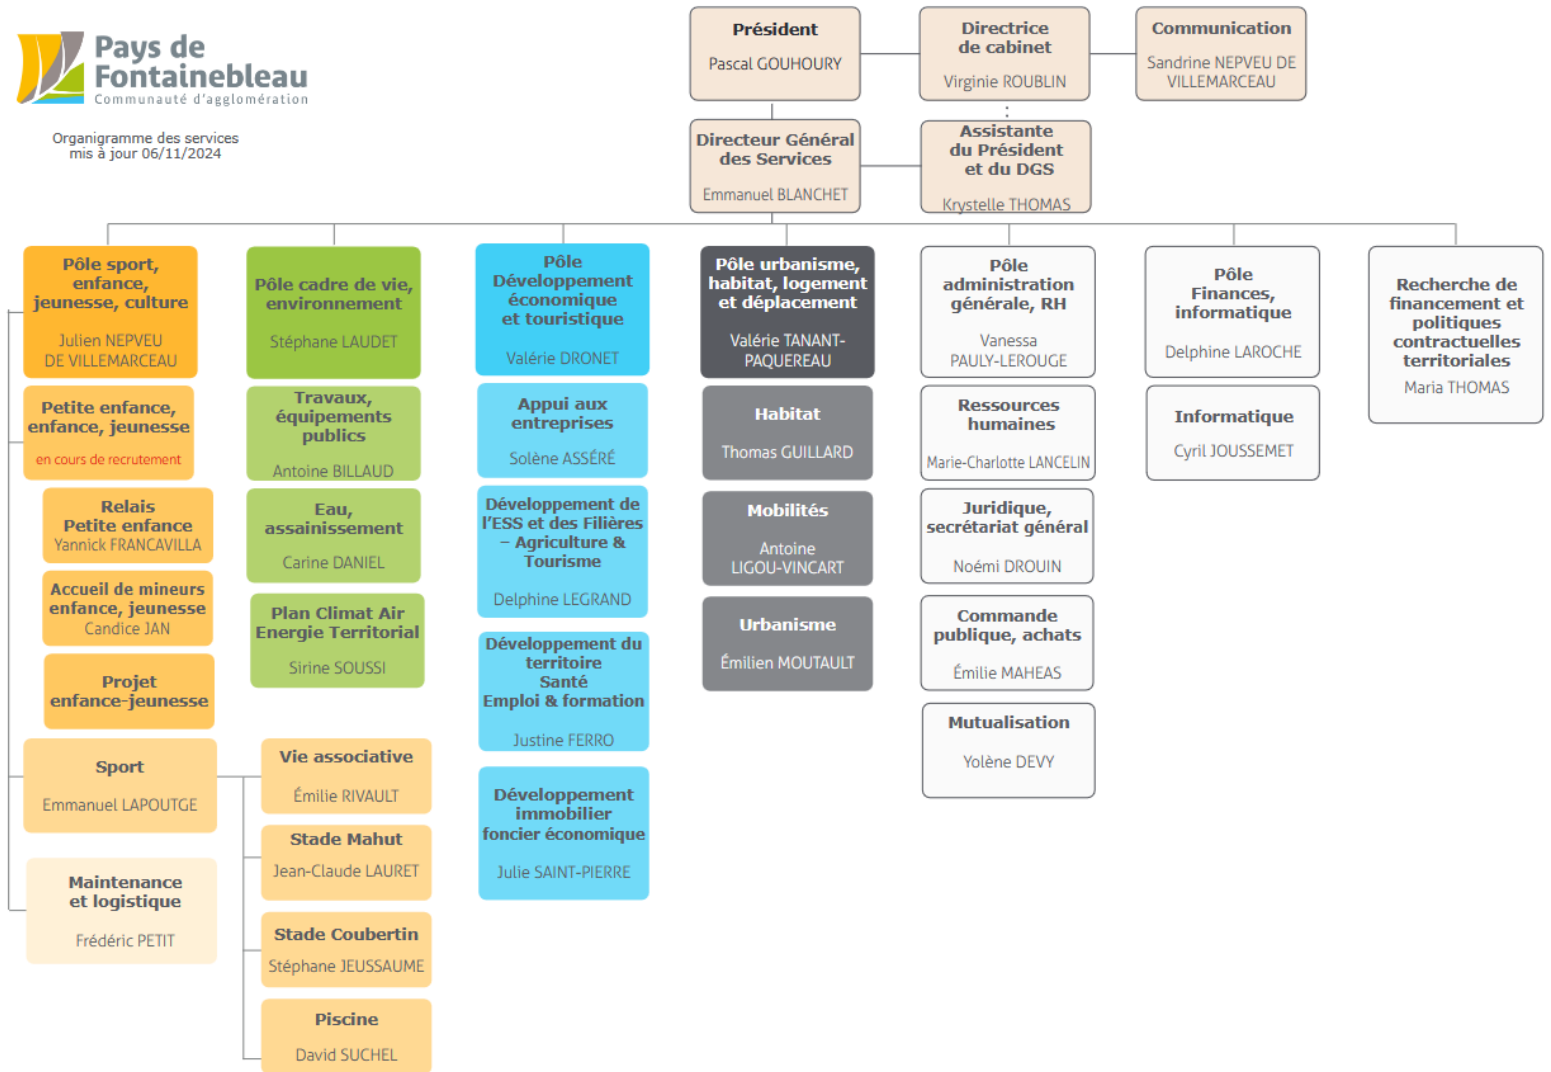 Pays de
Fontainebleau
Communauté d'agglomération
Organigramme des services
mis à jour 06/11/2024
Président
Pascal GOUHOURY
Directrice
de cabinet
Virginie ROUBLIN
Communication
Sandrine NEPVEU DE
VILLEMARCEAU
Directeur Général
des Services
Emmanuel BLANCHET
Assistante
du Président
et du DGS
Krystelle THOMAS
Pôle sport,
enfance,
jeunesse, culture
Julien NEPVEU
DE VILLEMARCEAU
Petite enfance,
enfance, jeunesse
en cours de recrutement
Relais
Petite enfance
Yannick FRANCAVILLA
Accueil de mineurs
enfance, jeunesse
Candice JAN
Projet
enfance-jeunesse
Sport
Emmanuel LAPOUTGE
Vie associative
Émilie RIVAULT
Stade Mahut
Jean-Claude LAURET
Stade Coubertin
Stéphane JEUSSAUME
Piscine
David SUCHEL
Maintenance
et logistique
Frédéric PETIT
Pôle cadre de vie,
environnement
Stéphane LAUDET
Travaux,
équipements
publics
Antoine BILLAUD
Eau,
assainissement
Carine DANIEL
Plan Climat Air
Energie Territorial
Sirine SOUSSI
Pôle
Développement
économique
et touristique
Valérie DRONET
Appui aux
entreprises
Solène ASSÉRÉ
Développement de
l'ESS et des Filières
– Agriculture &
Tourisme
Delphine LEGRAND
Développement du
territoire
Santé
Emploi & formation
Justine FERRO
Développement
immobilier
foncier économique
Julie SAINT-PIERRE
Pôle urbanisme,
habitat, logement
et déplacement
Valérie TANANT-
PAQUEREAU
Habitat
Thomas GUILLARD
Mobilités
Antoine
LIGOU-VINCART
Urbanisme
Émilien MOUTAULT
Pôle
administration
générale, RH
Vanessa
PAULY-LEROUGE
Ressources
humaines
Marie-Charlotte LANCELIN
Juridique,
secrétariat général
Noémi DROUIN
Commande
publique, achats
Émilie MAHEAS
Mutualisation
Yolène DEVY
Pôle
Finances,
informatique
Delphine LAROCHE
Informatique
Cyril JOUSSEMET
Recherche de
financement et
politiques
contractuelles
territoriales
Maria THOMAS